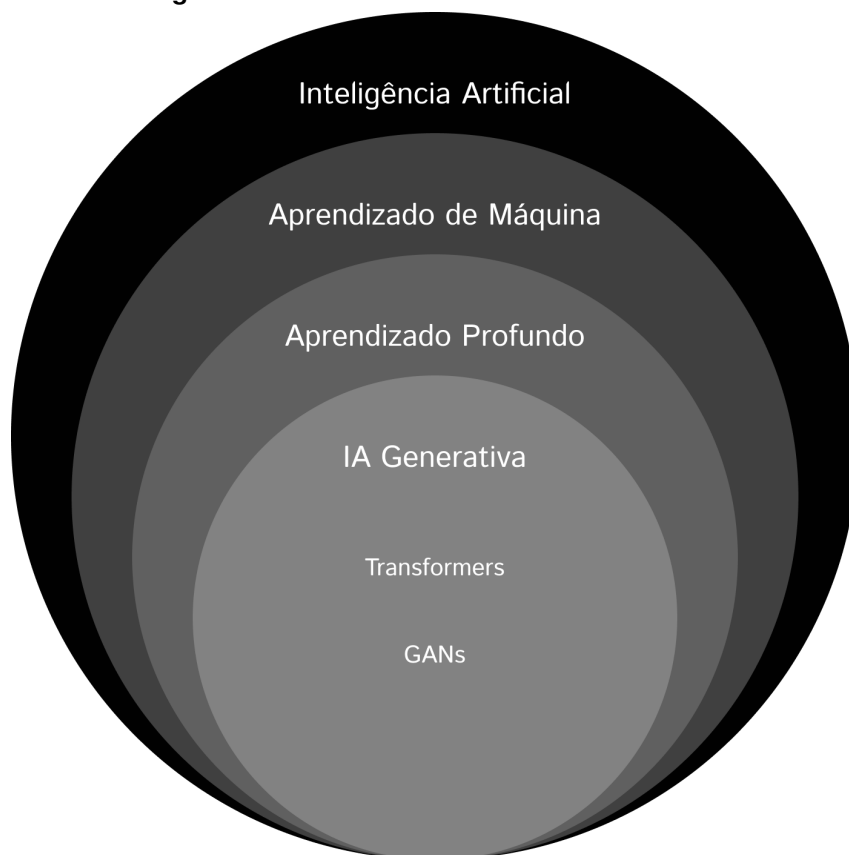 Inteligência Artificial
Aprendizado de Máquina
Aprendizado Profundo
IA Generativa
Transformers
GANs